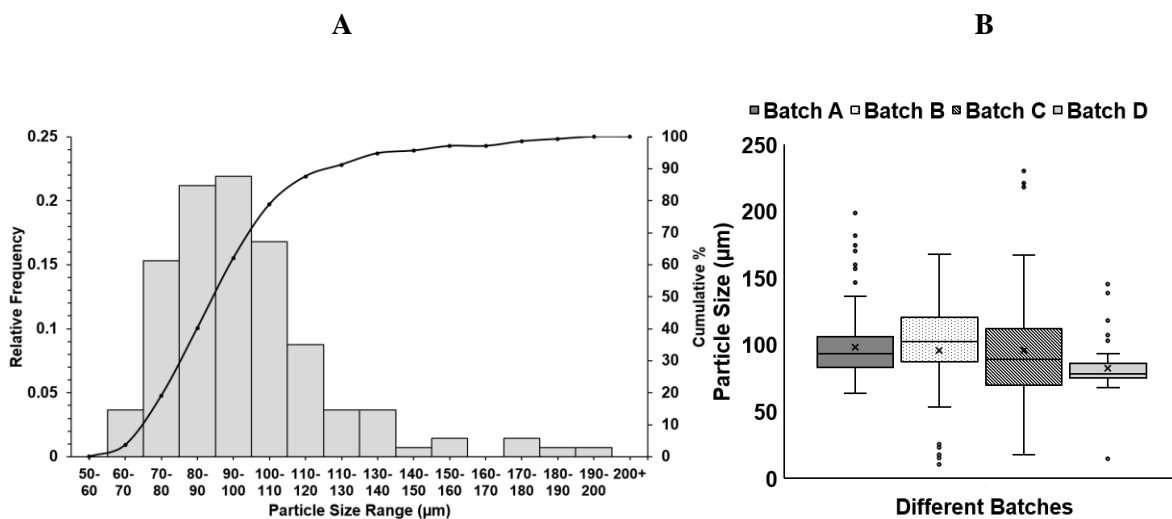 A
B
Batch A Batch B Batch C Batch D
0.25
0.2
0.15
0.1
0.05
0
Relative Frequency
100
90
80
70
60
50
40
30
20
10
0
Cumulative %
50- 60- 70- 80- 90- 100- 110- 120- 110- 130- 140- 150- 160- 170- 180- 190- 200+
60 70 80 90 100 110 120 130 140 150 160 170 180 190 200
Particle Size Range (µm)
250
200
150
100
50
0
Particle Size (µm)
Different Batches